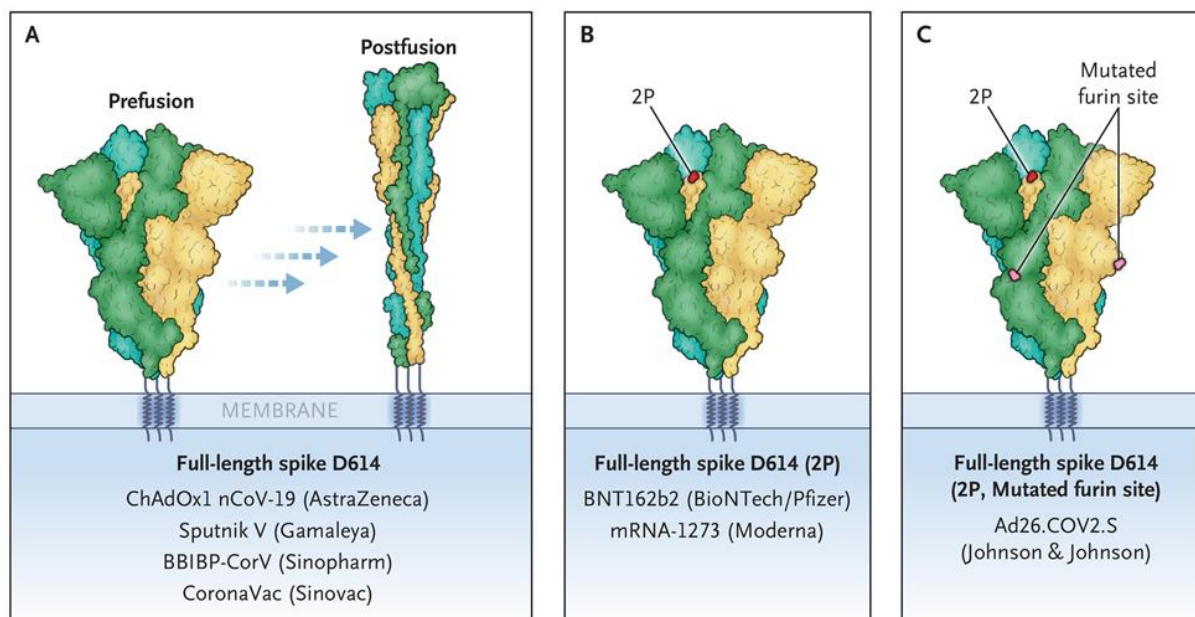 A
Prefusion
Postfusion
MEMBRANE
Full-length spike D614
ChAdOx1 nCoV-19 (AstraZeneca)
Sputnik V (Gamaleya)
BBIBP-CorV (Sinopharm)
CoronaVac (Sinovac)
B
2P
Full-length spike D614 (2P)
BNT162b2 (BioNTech/Pfizer)
mRNA-1273 (Moderna)
C
2P
Mutated
furin site
Full-length spike D614
(2P, Mutated furin site)
Ad26.COV2.S
(Johnson & Johnson)